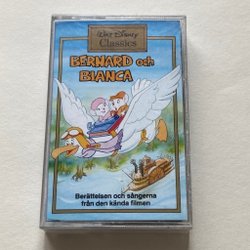 WALT DISNEY
Classics
BERNARD och
BIANCA
Berättelsen och sångerna
från den kända filmen